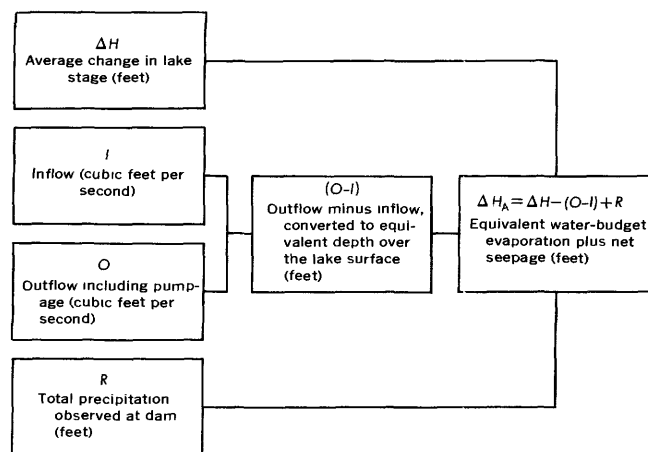 ΔH
Average change in lake
stage (feet)
I
Inflow (cubic feet per
second)
O
Outflow including pump-
age (cubic feet per
second)
R
Total precipitation
observed at dam
(feet)
(O-I)
Outflow minus inflow,
converted to equi-
valent depth over
the lake surface
(feet)
ΔH_A = ΔH-(O-I)+R
Equivalent water-budget
evaporation plus net
seepage (feet)